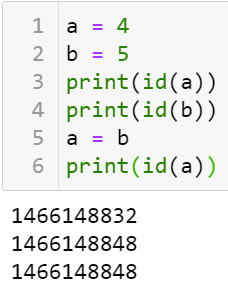 1 a = 4
2 b = 5
3 print(id(a))
4 print(id(b))
5 a = b
6 print(id(a))
1466148832
1466148848
1466148848